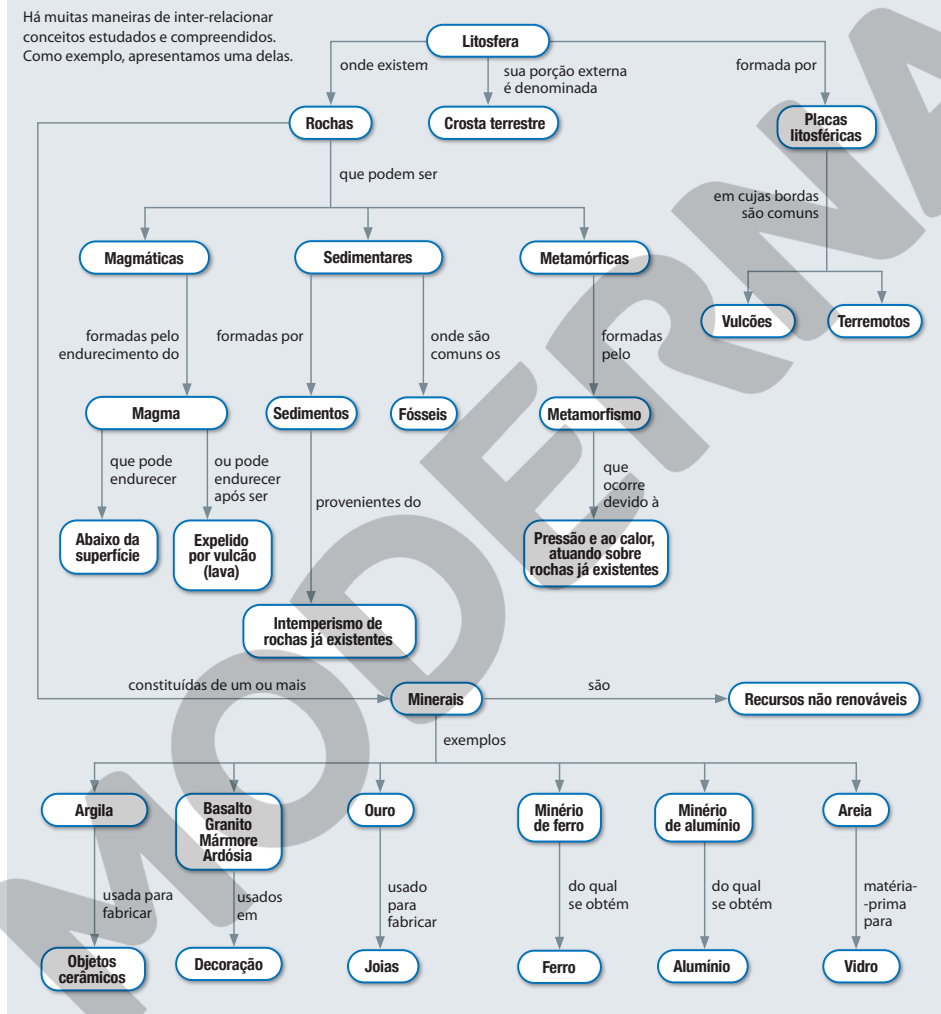 Há muitas maneiras de inter-relacionar
conceitos estudados e compreendidos.
Como exemplo, apresentamos uma delas.
Litosfera
onde existem
sua porção externa
é denominada
formada por
Rochas
Crosta terrestre
Placas
litosféricas
que podem ser
em cujas bordas
são comuns
Magmáticas
Sedimentares
Metamórficas
Vulcões
Terremotos
formadas pelo
endurecimento do
formadas por
onde são
comuns os
formadas
pelo
Magma
Sedimentos
Fósseis
Metamorfismo
que pode
endurecer
ou pode
endurecer
após ser
provenientes do
que
ocorre
devido à
Abaixo da
superfície
Expelido
por vulcão
(lava)
Pressão e ao calor,
atuando sobre
rochas já existentes
Intemperismo de
rochas já existentes
constituídas de um ou mais
Minerais
são
Recursos não renováveis
exemplos
Argila
Basalto
Granito
Mármore
Ardósia
Ouro
Minério
de ferro
Minério
de alumínio
Areia
usada para
fabricar
usados
em
usado
para
fabricar
do qual
se obtém
do qual
se obtém
matéria-
-prima
para
Objetos
cerâmicos
Decoração
Joias
Ferro
Alumínio
Vidro
MODERNA